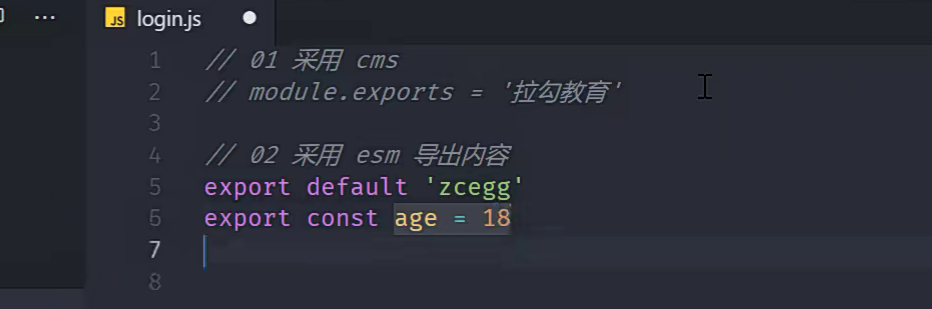 JS login.js
1 // 01 采用 cms
2 // module.exports = '拉勾教育'
3
4 // 02 采用 esm 导出内容
5 export default 'zcegg'
6 export const age = 18
7
8